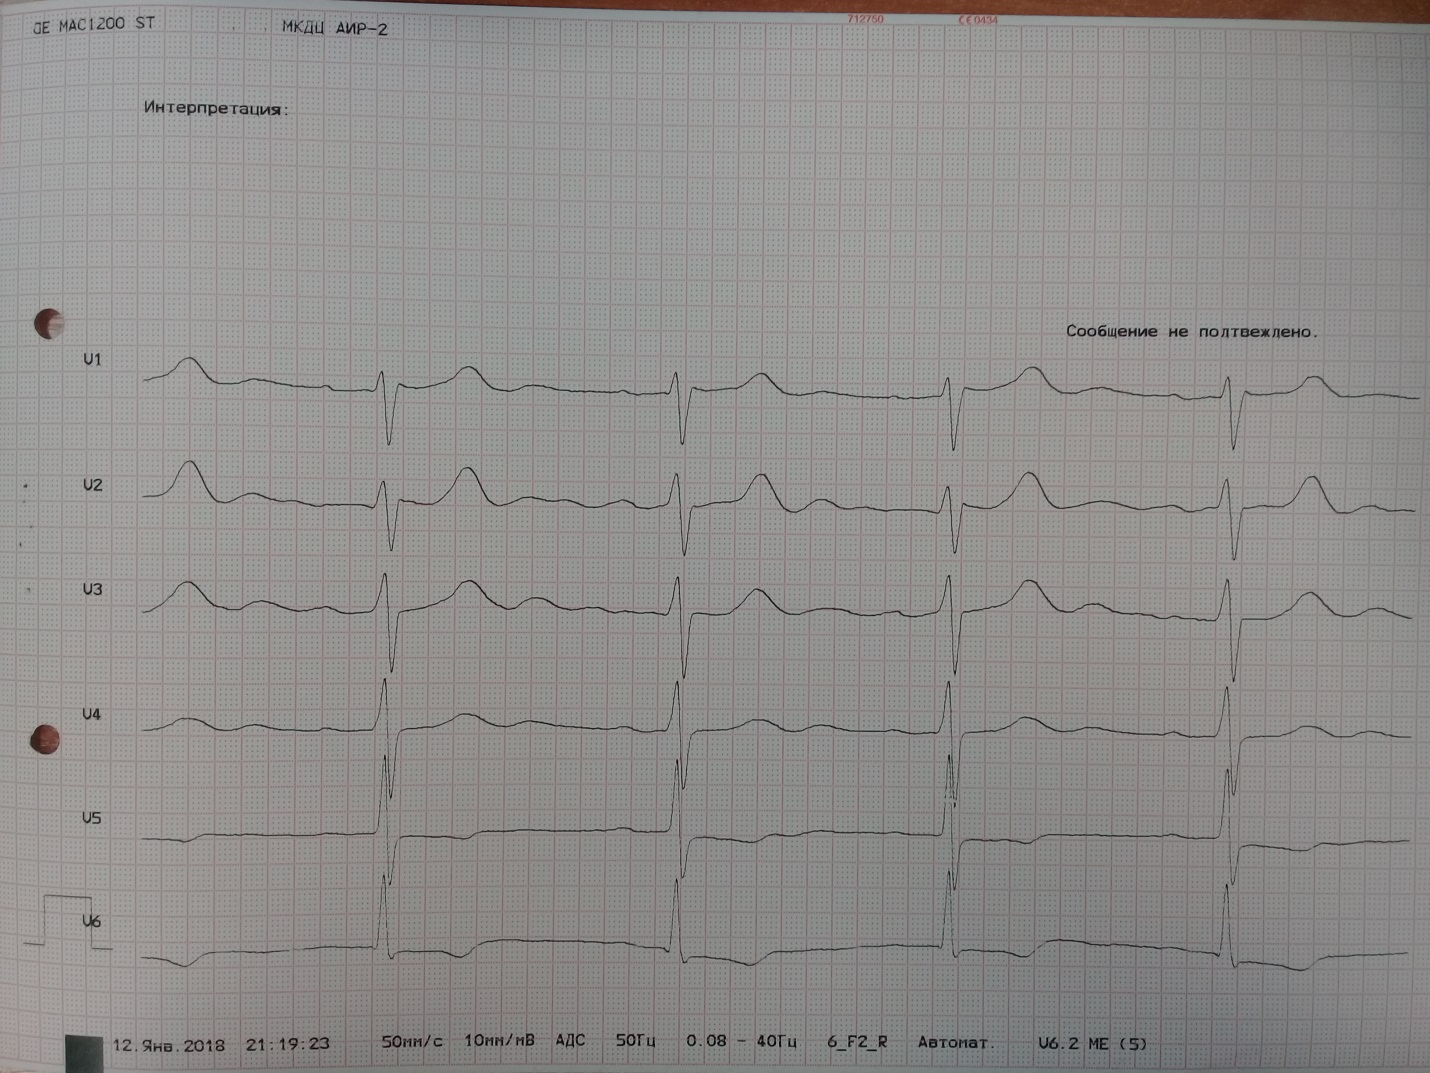 GE MAC1200 ST МКДЦ АИР-2
712750 CE0434
Интерпретация:
Сообщение не полтвеждено.
V1
V2
V3
V4
V5
V6
12.Янв.2018 21:19:23 50мм/с 10мм/мВ АДС 50Гц 0.08 - 40Гц 6_F2_R Автомат. V6.2 ME (5)